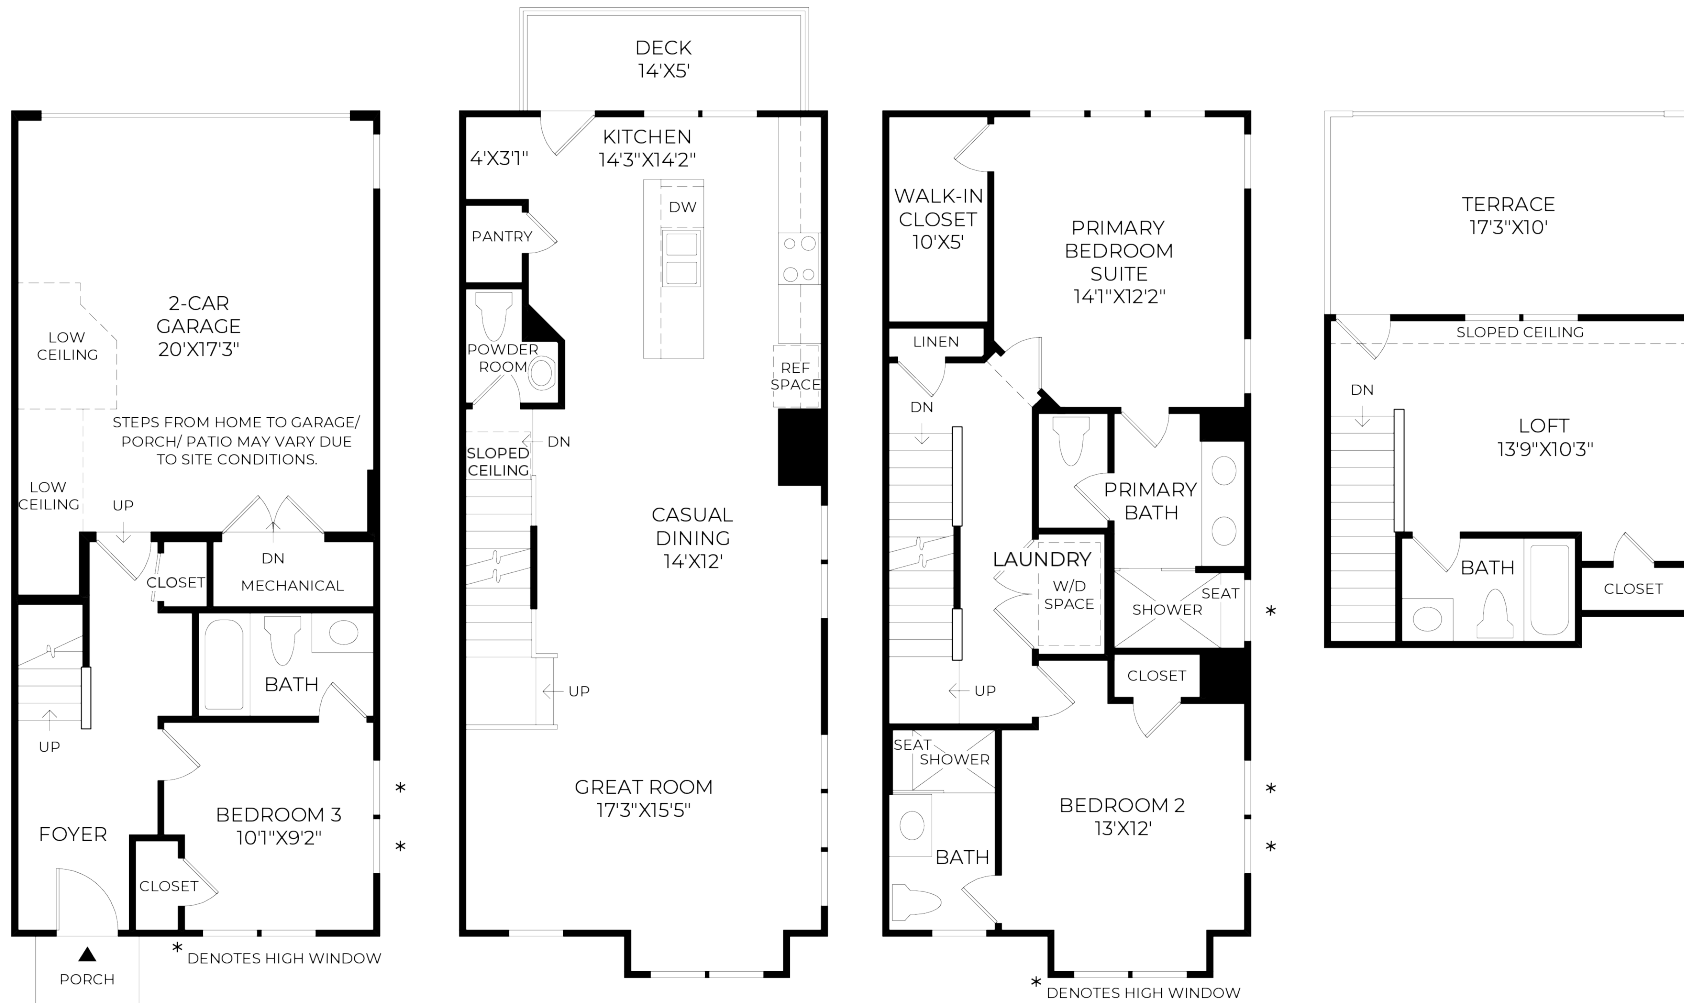 2-CAR
GARAGE
20'X17'3"
LOW
CEILING
STEPS FROM HOME TO GARAGE/
PORCH/ PATIO MAY VARY DUE
TO SITE CONDITIONS.
LOW
CEILING
UP
DN
MECHANICAL
CLOSET
BATH
UP
BEDROOM 3
10'1"X9'2"
*
*
FOYER
CLOSET
PORCH
* DENOTES HIGH WINDOW
DECK
14'X5'
KITCHEN
14'3"X14'2"
4'X3'1"
DW
PANTRY
POWDER
ROOM
REF
SPACE
DN
SLOPED
CEILING
CASUAL
DINING
14'X12'
UP
GREAT ROOM
17'3"X15'5"
WALK-IN
CLOSET
10'X5'
PRIMARY
BEDROOM
SUITE
14'1"X12'2"
LINEN
DN
PRIMARY
BATH
LAUNDRY
W/D
SPACE
SEAT
SHOWER
*
CLOSET
UP
SEAT
SHOWER
BEDROOM 2
13'X12'
*
*
BATH
* DENOTES HIGH WINDOW
TERRACE
17'3"X10'
SLOPED CEILING
DN
LOFT
13'9"X10'3"
BATH
CLOSET